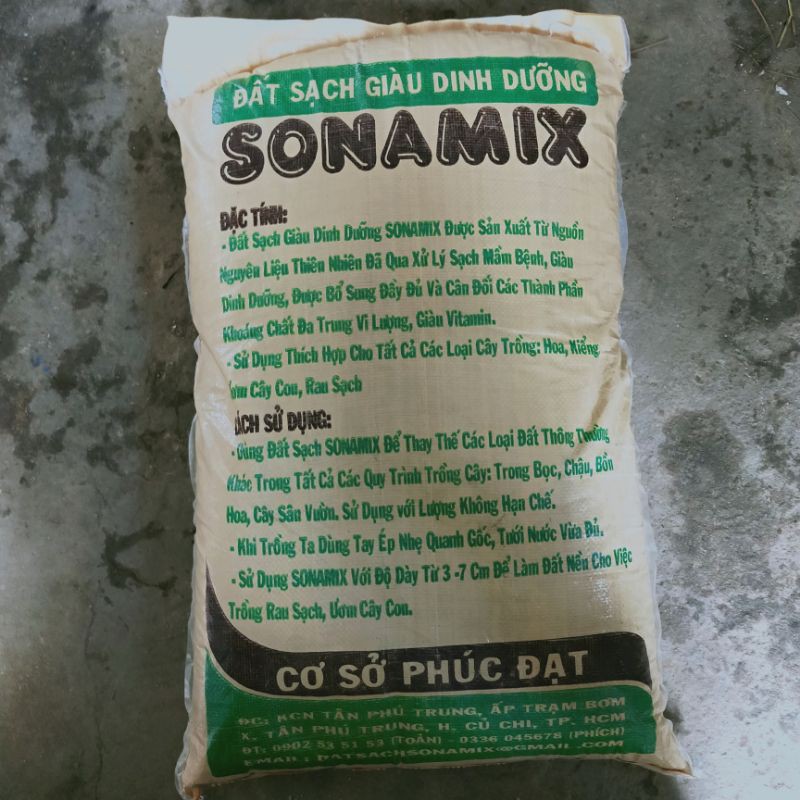 ĐẤT SẠCH GIÀU DINH DƯỠNG
SONAMIX
ĐẶC TÍNH:
- Đất Sạch Giàu Dinh Dưỡng SONAMIX Được Sản Xuất Từ Nguồn
Nguyên Liệu Thiên Nhiên Đã Qua Xử Lý Sạch Mầm Bệnh, Giàu
Dinh Dưỡng, Được Bổ Sung Đầy Đủ Và Cân Đối Các Thành Phần
Khoáng Chất Đa Trung Vi Lượng, Giàu Vitamin.
- Sử Dụng Thích Hợp Cho Tất Cả Các Loại Cây Trồng: Hoa, Kiểng
Ươm Cây Con, Rau Sạch
CÁCH SỬ DỤNG:
- Dùng Đất Sạch SONAMIX Để Thay Thế Các Loại Đất Thông Thường
Khác Trong Tất Cả Các Quy Trình Trồng Cây: Trong Bọc, Chậu, Bồn
Hoa, Cây Sân Vườn. Sử Dụng với Lượng Không Hạn Chế.
- Khi Trồng Ta Dùng Tay Ép Nhẹ Quanh Gốc, Tưới Nước Vừa Đủ.
- Sử Dụng SONAMIX Với Độ Dày Từ 3 -7 Cm Để Làm Đất Nền Cho Việc
Trồng Rau Sạch, Ươm Cây Con.
CƠ SỞ PHÚC ĐẠT
ĐC: KCN TÂN PHÚ TRUNG, ẤP TRẠM BƠM
X. TÂN PHÚ TRUNG, H. CỦ CHI, TP. HCM
ĐT: 0902 53 51 53 (TOÀN) - 0336 045678 (PHÍCH)
EMAIL : DATSACHSONAMIX@GMAIL.COM